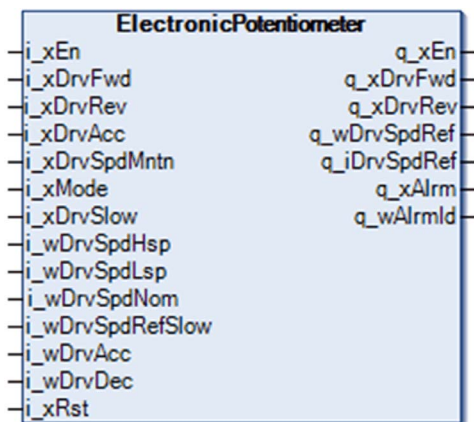 ElectronicPotentiometer
i_xEn q_xEn
i_xDrvFwd q_xDrvFwd
i_xDrvRev q_xDrvRev
i_xDrvAcc q_wDrvSpdRef
i_xDrvSpdMntn q_iDrvSpdRef
i_xMode q_xAlrm
i_xDrvSlow q_wAlrmId
i_wDrvSpdHsp
i_wDrvSpdLsp
i_wDrvSpdNom
i_wDrvSpdRefSlow
i_wDrvAcc
i_wDrvDec
i_xRst